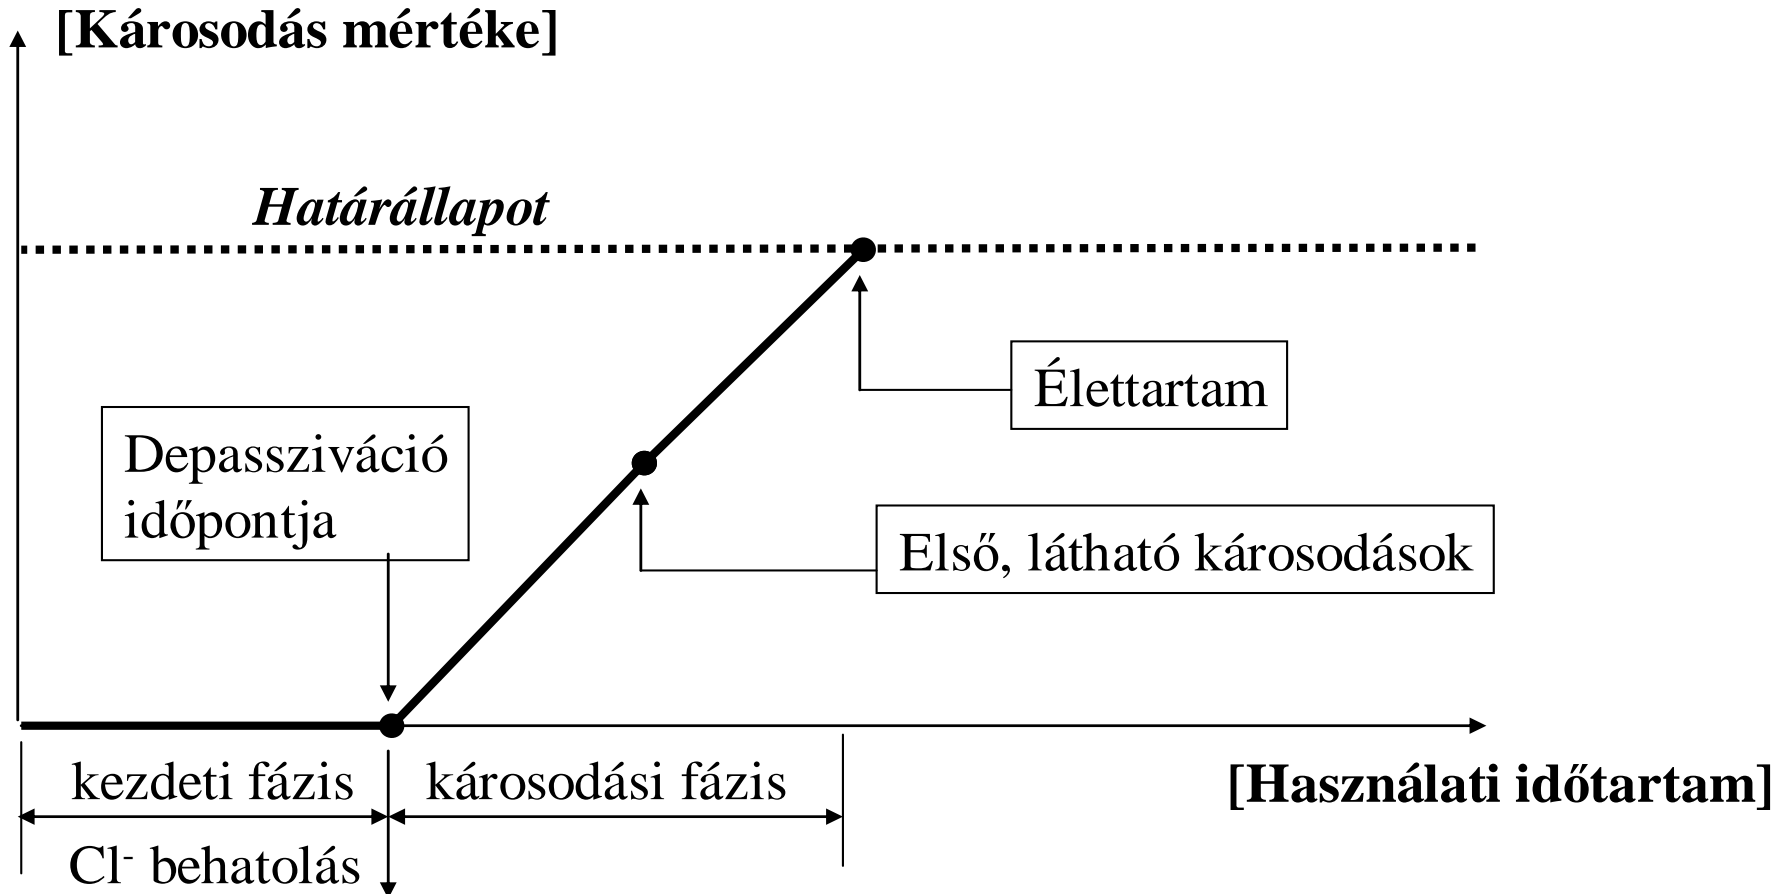 [Károsodás mértéke]
Határállapot
Élettartam
Depassziváció
időpontja
Első, látható károsodások
kezdeti fázis
károsodási fázis
[Használati időtartam]
Cl⁻ behatolás